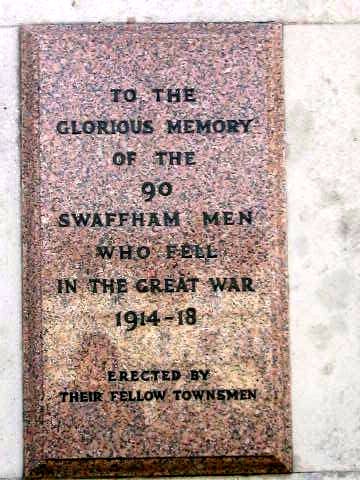 TO THE
GLORIOUS MEMORY
OF THE
90
SWAFFHAM MEN
WHO FELL
IN THE GREAT WAR
1914-18
ERECTED BY
THEIR FELLOW TOWNSMEN